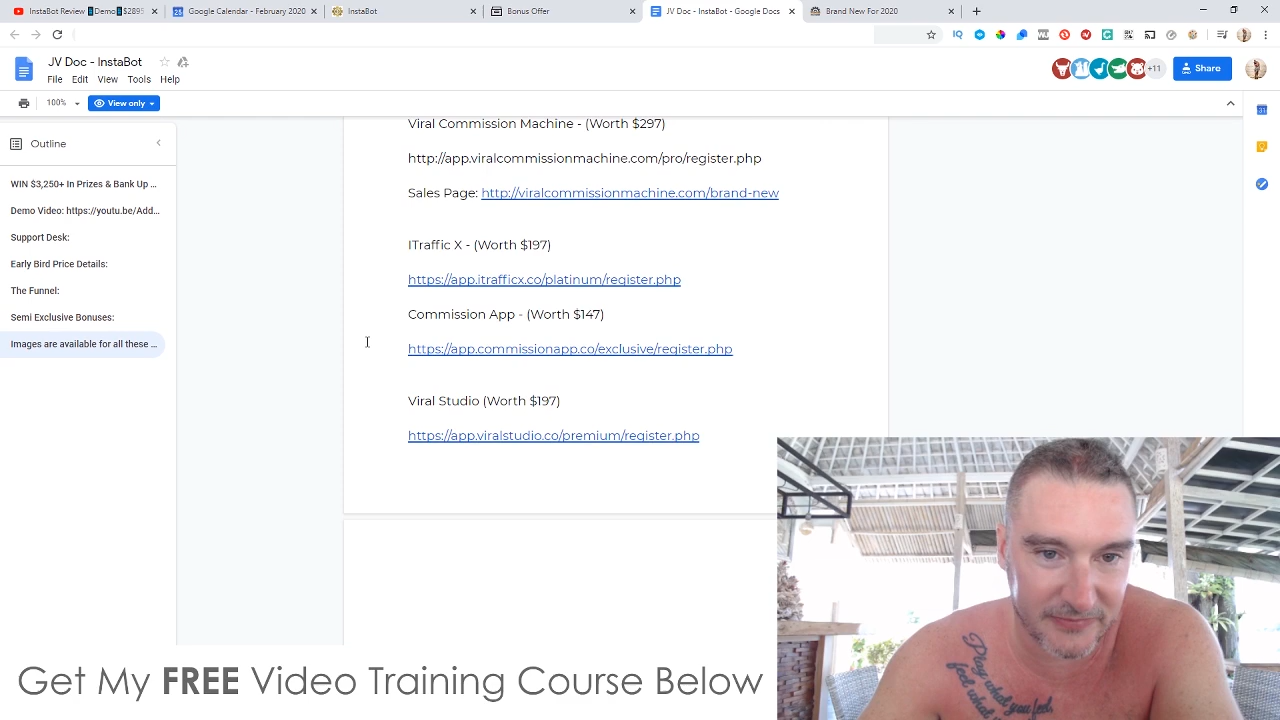 InstaBot Review Demo $2895
Google Calendar - February 2020
InstaBot
Bonus Offer
JV Doc - InstaBot - Google Docs
Brand New For 2020
JV Doc - InstaBot
File Edit View Tools Help
+11
Share
100%
View only
Outline
WIN $3,250+ In Prizes & Bank Up ...
Demo Video: https://youtu.be/Add...
Support Desk:
Early Bird Price Details:
The Funnel:
Semi Exclusive Bonuses:
Images are available for all these ...
Viral Commission Machine - (Worth $297)
http://app.viralcommissionmachine.com/pro/register.php
Sales Page: http://viralcommissionmachine.com/brand-new
ITraffic X - (Worth $197)
https://app.itrafficx.co/platinum/register.php
Commission App - (Worth $147)
https://app.commissionapp.co/exclusive/register.php
Viral Studio (Worth $197)
https://app.viralstudio.co/premium/register.php
Get My FREE Video Training Course Below